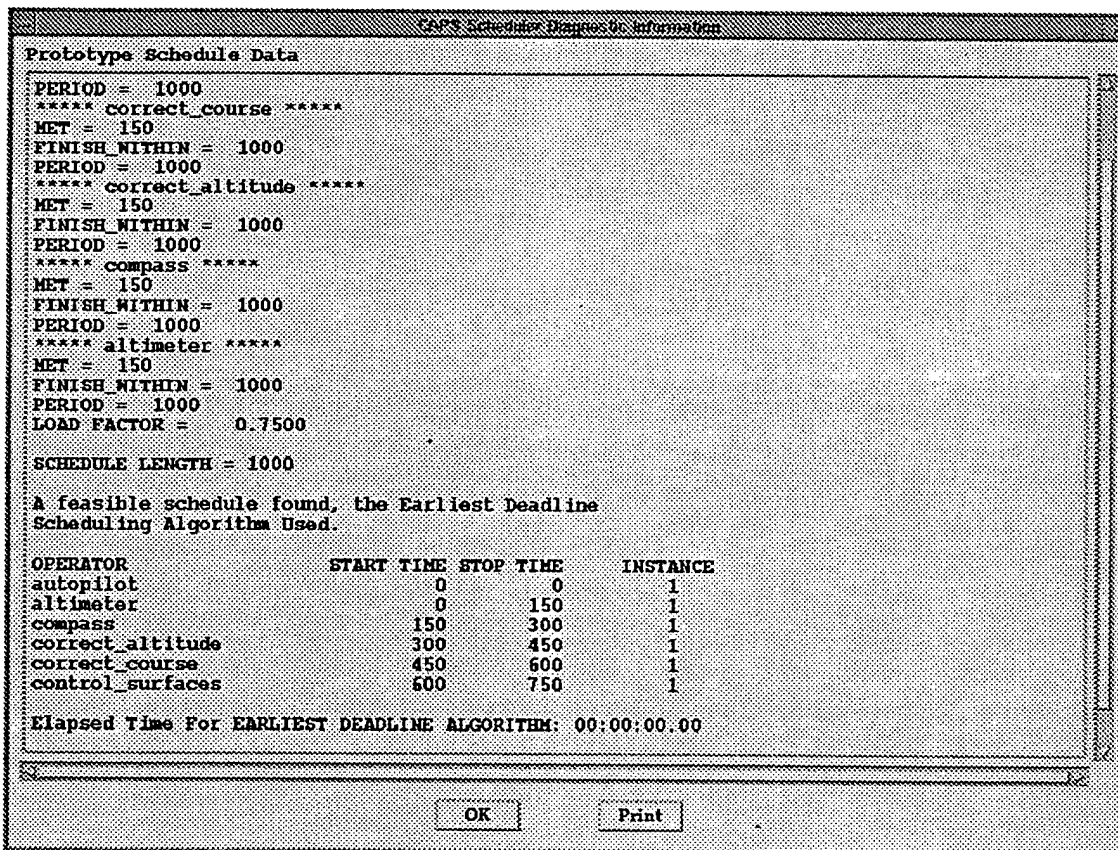 CAPS Scheduler Diagnostic Information
Prototype Schedule Data
PERIOD = 1000
***** correct_course *****
MET = 150
FINISH_WITHIN = 1000
PERIOD = 1000
***** correct_altitude *****
MET = 150
FINISH_WITHIN = 1000
PERIOD = 1000
***** compass *****
MET = 150
FINISH_WITHIN = 1000
PERIOD = 1000
***** altimeter *****
MET = 150
FINISH_WITHIN = 1000
PERIOD = 1000
LOAD FACTOR = 0.7500
SCHEDULE LENGTH = 1000
A feasible schedule found, the Earliest Deadline
Scheduling Algorithm Used.
OPERATOR START TIME STOP TIME INSTANCE
autopilot 0 0 1
altimeter 0 150 1
compass 150 300 1
correct_altitude 300 450 1
correct_course 450 600 1
control_surfaces 600 750 1
Elapsed Time For EARLIEST DEADLINE ALGORITHM: 00:00:00.00
OK Print